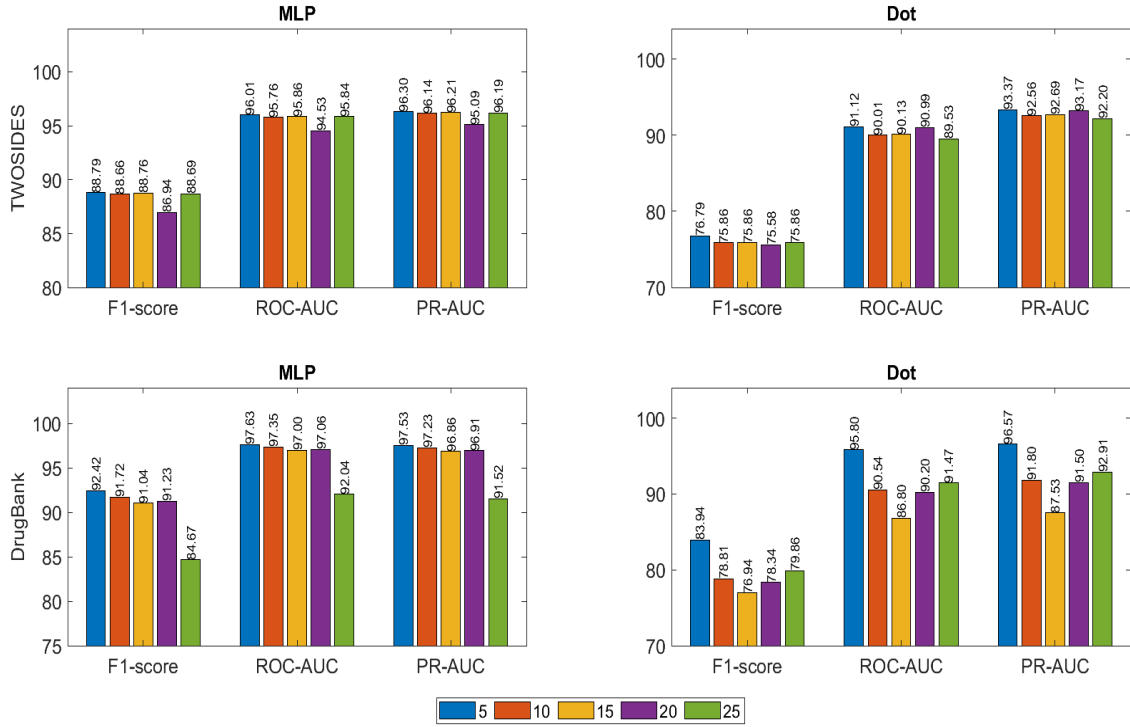 MLP
TWOSIDES
100
95
90
85
80
88.79 88.66 88.76 86.94 88.69
96.01 95.76 95.86 94.53 95.84
96.30 96.14 96.21 95.09 96.19
F1-score ROC-AUC PR-AUC
Dot
100
90
80
70
76.79 75.86 75.86 75.58 75.86
91.12 90.01 90.13 90.99 89.53
93.37 92.56 92.69 93.17 92.20
F1-score ROC-AUC PR-AUC
MLP
DrugBank
100
95
90
85
80
75
92.42 91.72 91.04 91.23 84.67
97.63 97.35 97.00 97.06 92.04
97.53 97.23 96.86 96.91 91.52
F1-score ROC-AUC PR-AUC
Dot
100
90
80
70
83.94 78.81 76.94 78.34 79.86
95.80 90.54 86.80 90.20 91.47
96.57 91.80 87.53 91.50 92.91
F1-score ROC-AUC PR-AUC
5 10 15 20 25